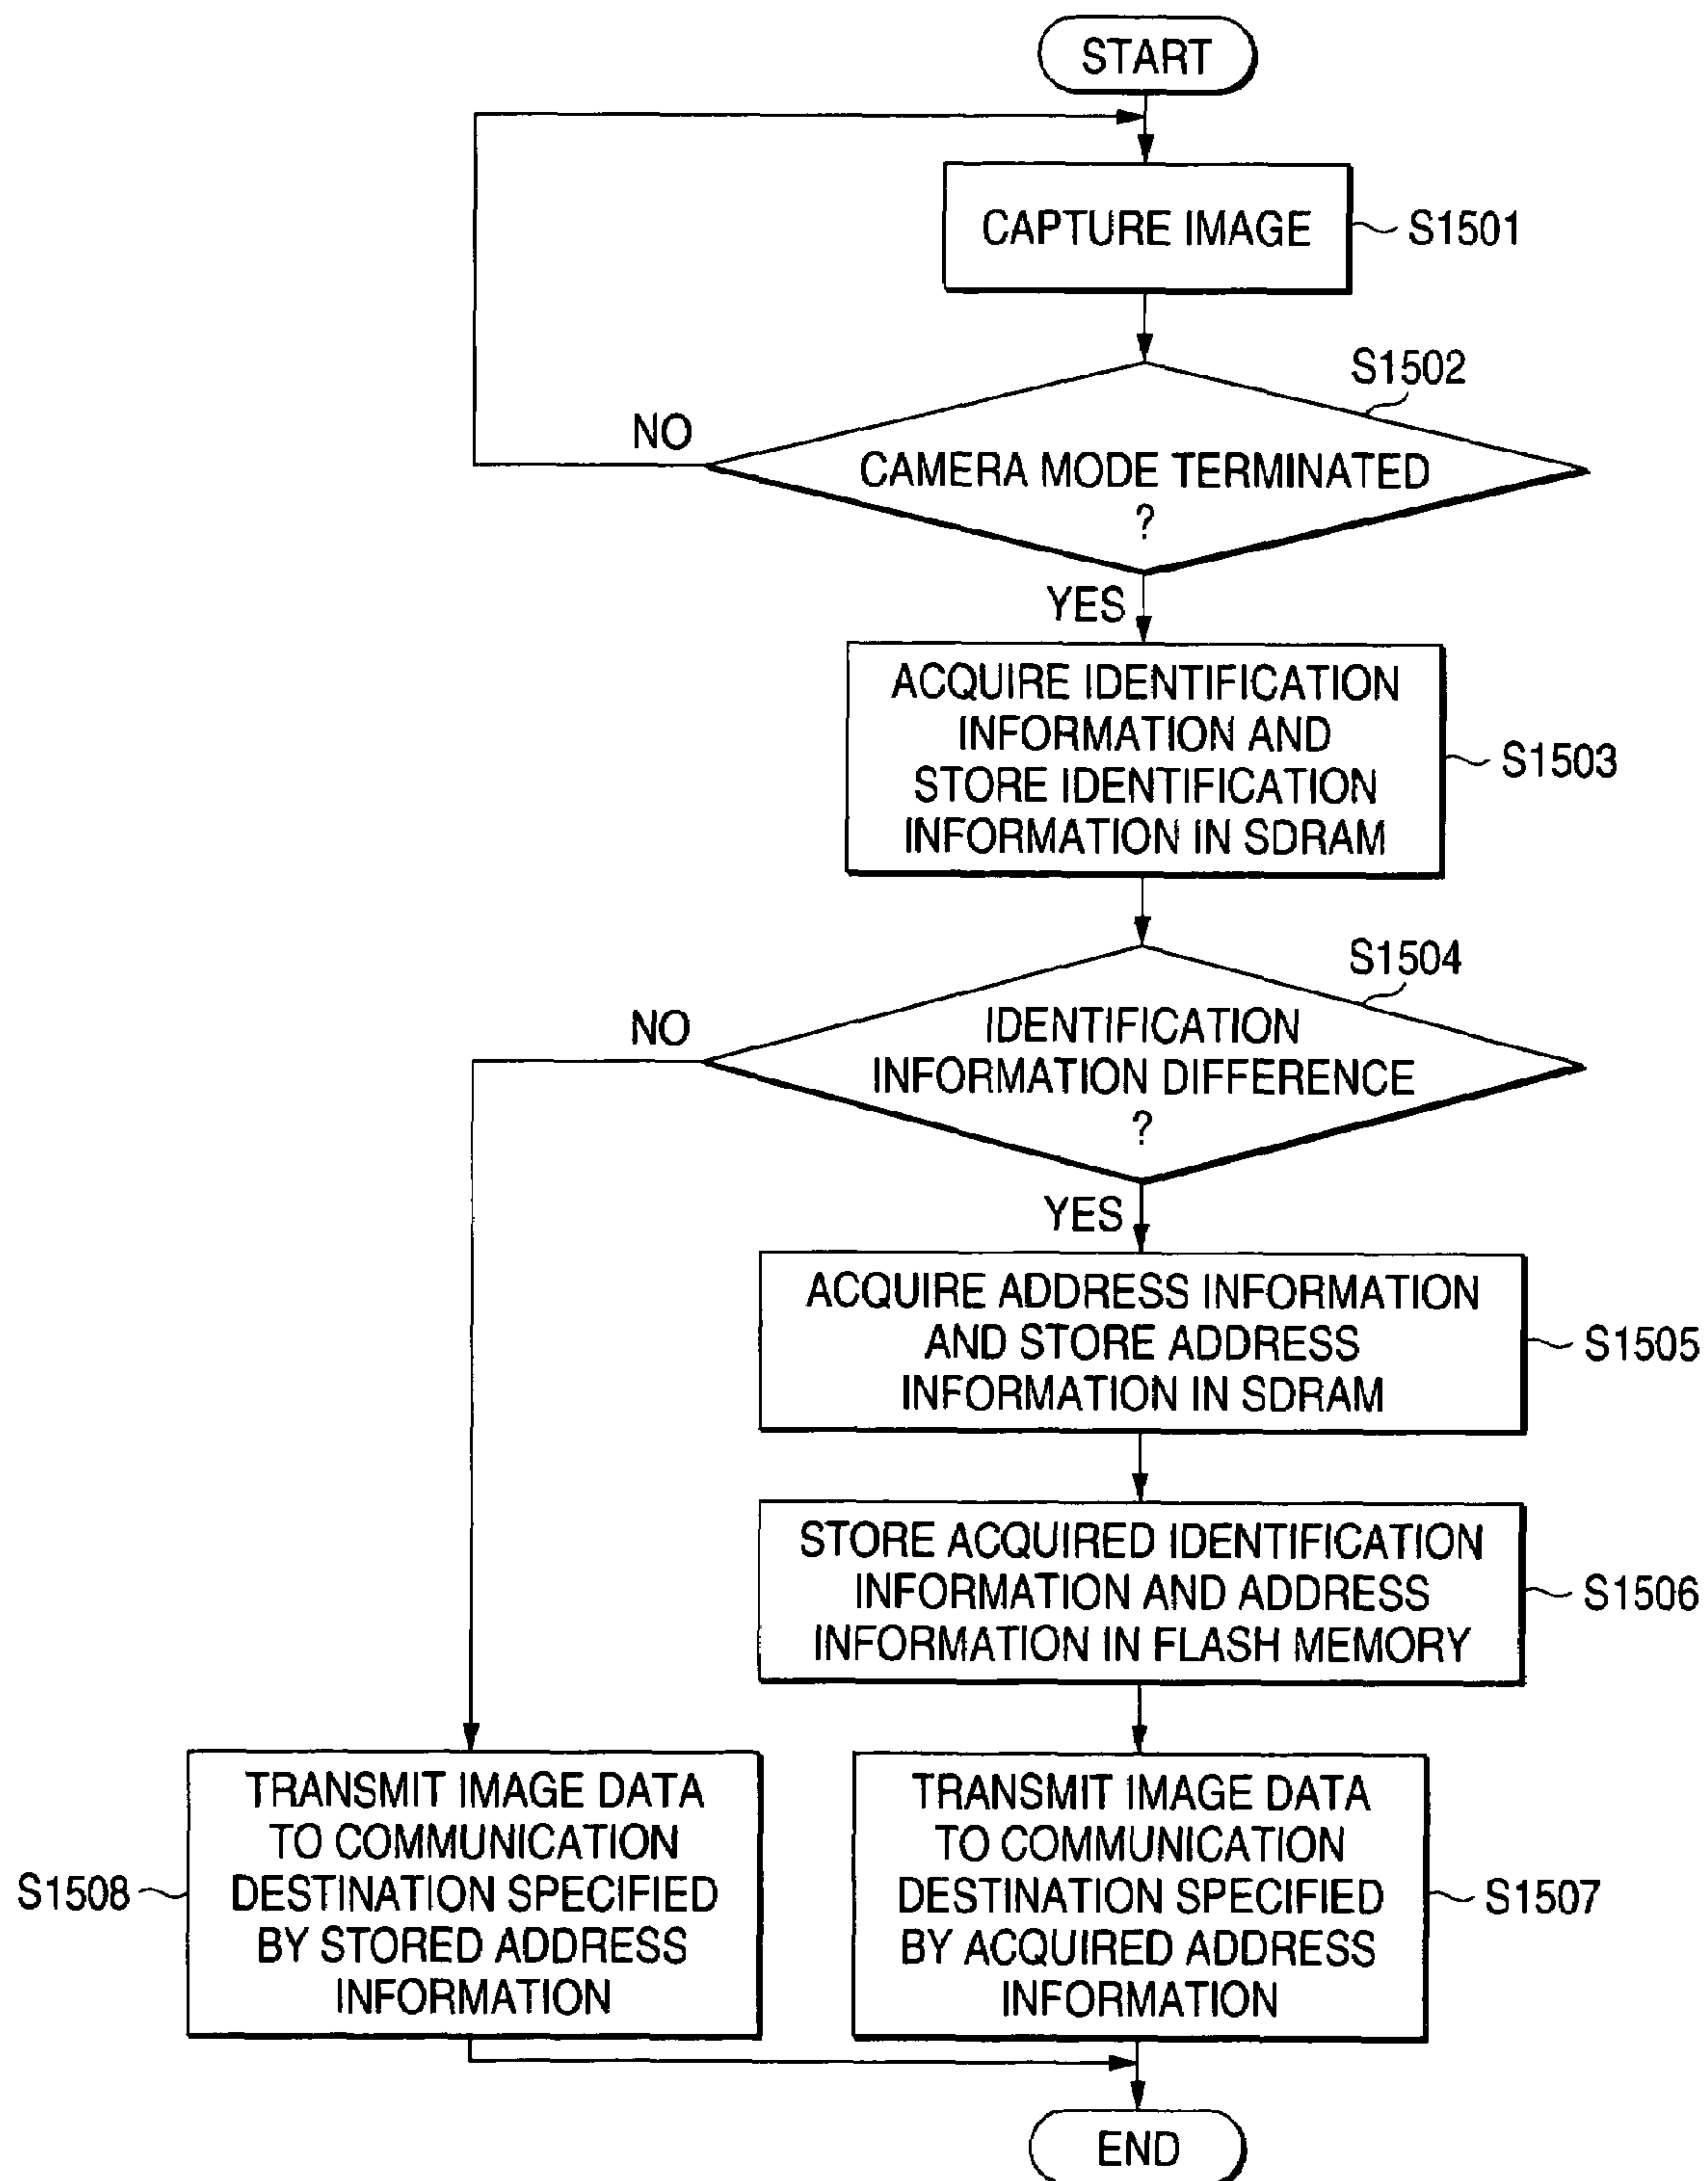 START
CAPTURE IMAGE
S1501
S1502
NO
CAMERA MODE TERMINATED
?
YES
ACQUIRE IDENTIFICATION
INFORMATION AND
STORE IDENTIFICATION
INFORMATION IN SDRAM
S1503
S1504
NO
IDENTIFICATION
INFORMATION DIFFERENCE
?
YES
ACQUIRE ADDRESS INFORMATION
AND STORE ADDRESS
INFORMATION IN SDRAM
S1505
STORE ACQUIRED IDENTIFICATION
INFORMATION AND ADDRESS
INFORMATION IN FLASH MEMORY
S1506
S1508
TRANSMIT IMAGE DATA
TO COMMUNICATION
DESTINATION SPECIFIED
BY STORED ADDRESS
INFORMATION
TRANSMIT IMAGE DATA
TO COMMUNICATION
DESTINATION SPECIFIED
BY ACQUIRED ADDRESS
INFORMATION
S1507
END